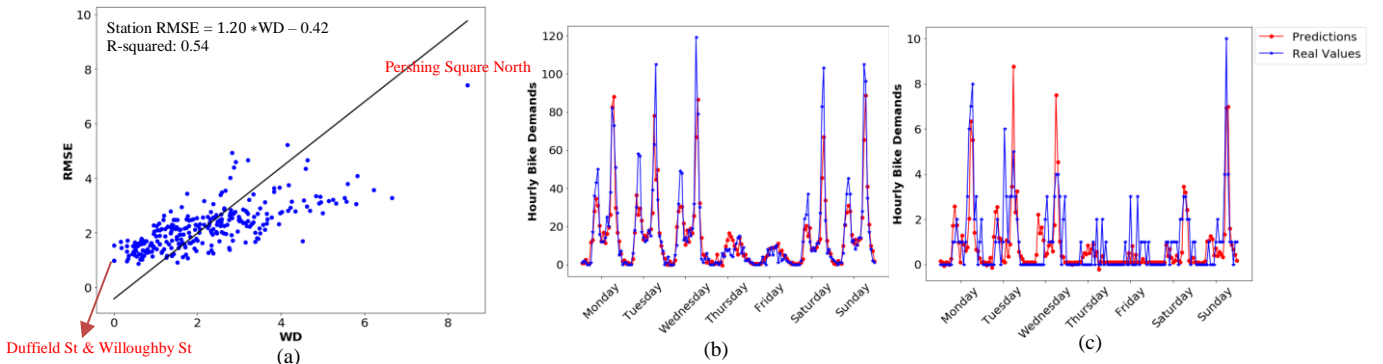 Station RMSE = 1.20 *WD – 0.42
R-squared: 0.54
Pershing Square North
10
8
6
4
2
0
RMSE
0
2
4
6
8
WD
Duffield St & Willoughby St
(a)
120
100
80
60
40
20
0
Hourly Bike Demands
Monday
Tuesday
Wednesday
Thursday
Friday
Saturday
Sunday
(b)
10
8
6
4
2
0
Hourly Bike Demands
Monday
Tuesday
Wednesday
Thursday
Friday
Saturday
Sunday
(c)
Predictions
Real Values